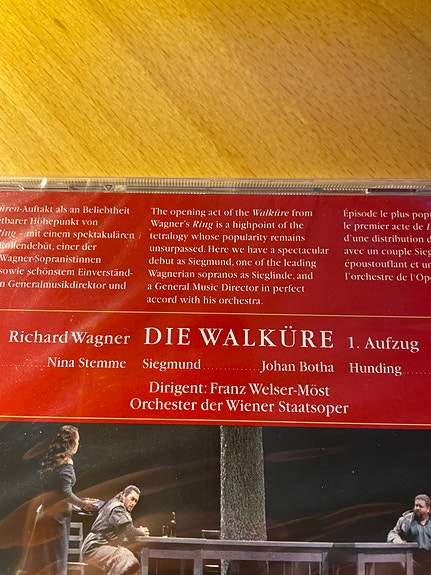 üren-Auftakt als an Beliebtheit
etbarer Höhepunkt von
Ring – mit einem spektakulären
Rollendebüt, einer der
Wagner-Sopranistinnen
sowie schönstem Einverständ-
n Generalmusikdirektor und
The opening act of the Walküre from
Wagner's Ring is a highpoint of the
tetralogy whose popularity remains
unsurpassed. Here we have a spectacular
debut as Siegmund, one of the leading
Wagnerian sopranos as Sieglinde, and
a General Music Director in perfect
accord with his orchestra.
Épisode le plus popu
le premier acte de L
d'une distribution d
avec un couple Sieg
époustouflant et un
l'orchestre de l'Opé
Richard Wagner DIE WALKÜRE 1. Aufzug
Nina Stemme Siegmund Johan Botha Hunding
Dirigent: Franz Welser-Möst
Orchester der Wiener Staatsoper